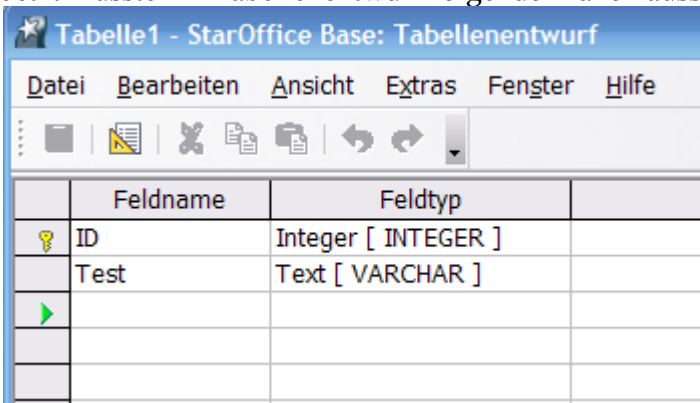 Tabelle1 - StarOffice Base: Tabellenentwurf
Datei Bearbeiten Ansicht Extras Fenster Hilfe
Feldname Feldtyp
ID Integer [ INTEGER ]
Test Text [ VARCHAR ]